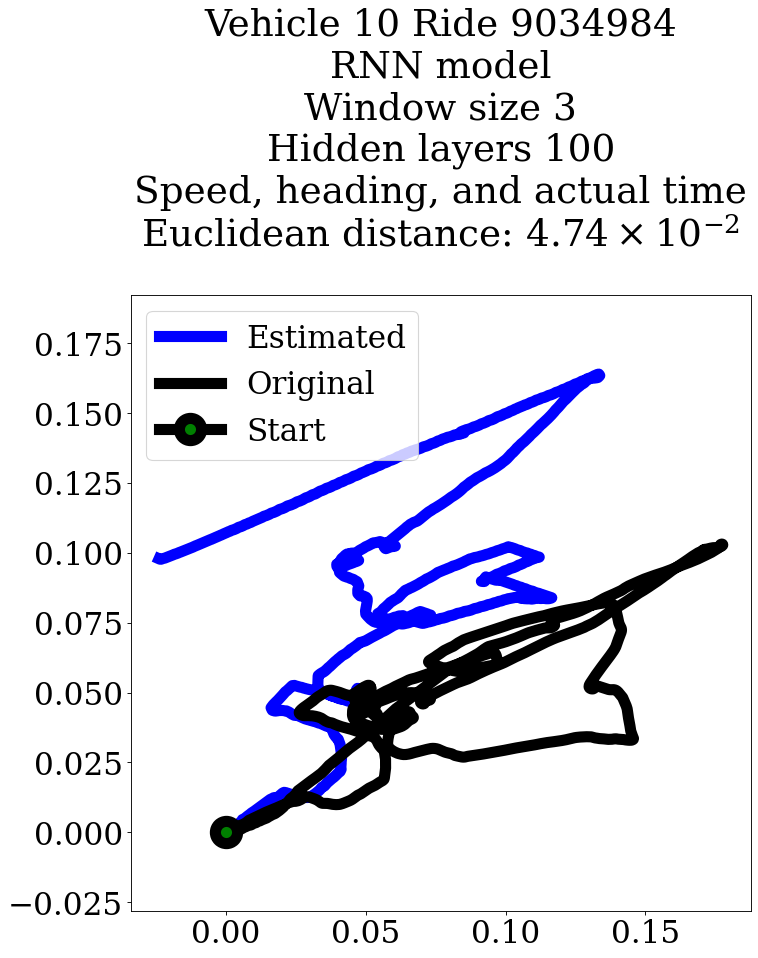 Vehicle 10 Ride 9034984
RNN model
Window size 3
Hidden layers 100
Speed, heading, and actual time
Euclidean distance: 4.74 × 10⁻²
Estimated
Original
Start
0.175
0.150
0.125
0.100
0.075
0.050
0.025
0.000
−0.025
0.00 0.05 0.10 0.15